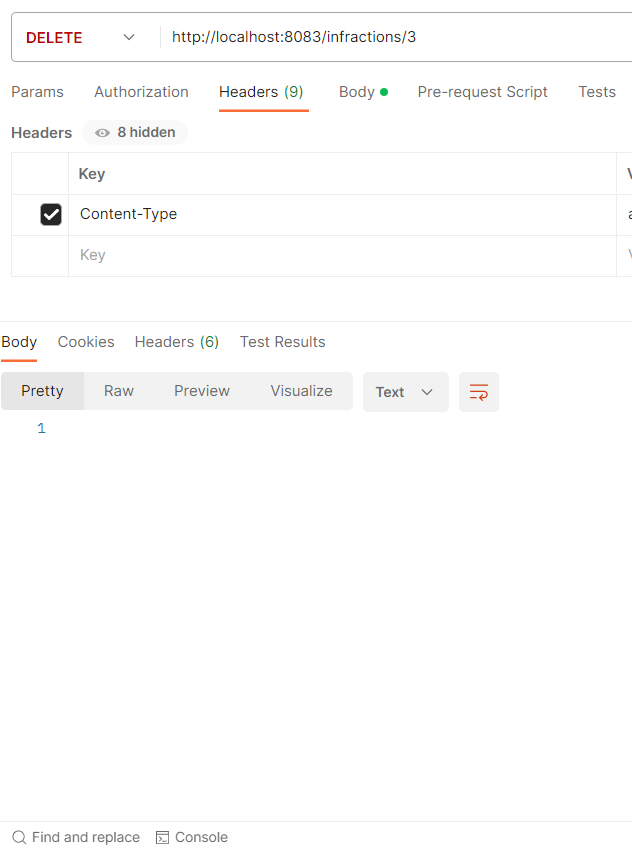 DELETE http://localhost:8083/infractions/3
Params Authorization Headers (9) Body Pre-request Script Tests
Headers 8 hidden
Key
Content-Type
Key
Body Cookies Headers (6) Test Results
Pretty Raw Preview Visualize Text
1
Find and replace Console